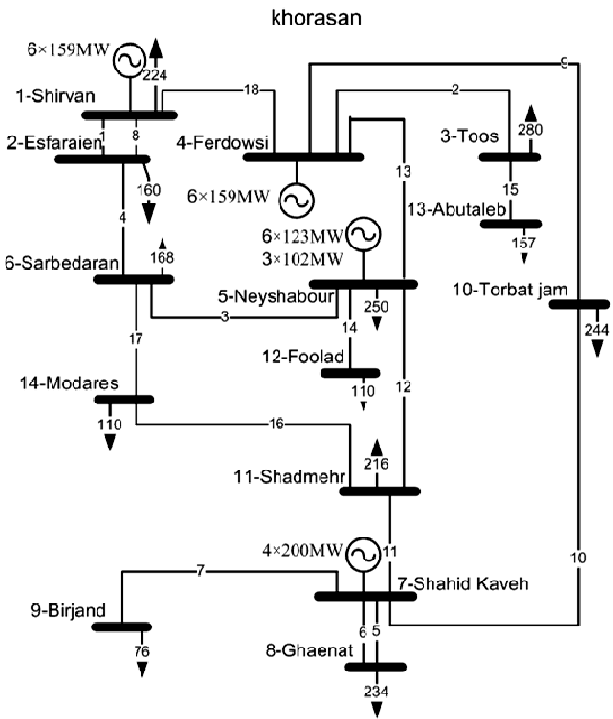 khorasan
6×159MW
224
1-Shirvan
18
9
2
1
8
2-Esfaraien
4-Ferdowsi
3-Toos
280
13
160
6×159MW
15
13-Abutaleb
4
6×123MW
157
6-Sarbedaran
168
3×102MW
5-Neyshabour
250
10-Torbat jam
244
3
14
17
12-Foolad
14-Modares
110
12
110
16
11-Shadmehr
216
4×200MW
11
10
7
7-Shahid Kaveh
9-Birjand
6
5
76
8-Ghaenat
234